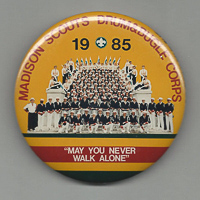 MADISON SCOUTS DRUM&BUGLE CORPS
19 85
"MAY YOU NEVER
WALK ALONE"